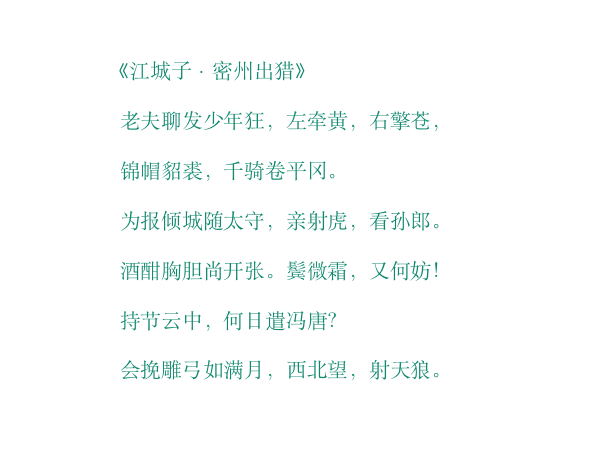 《江城子·密州出猎》
老夫聊发少年狂，左牵黄，右擎苍，
锦帽貂裘，千骑卷平冈。
为报倾城随太守，亲射虎，看孙郎。
酒酣胸胆尚开张。鬓微霜，又何妨！
持节云中，何日遣冯唐？
会挽雕弓如满月，西北望，射天狼。